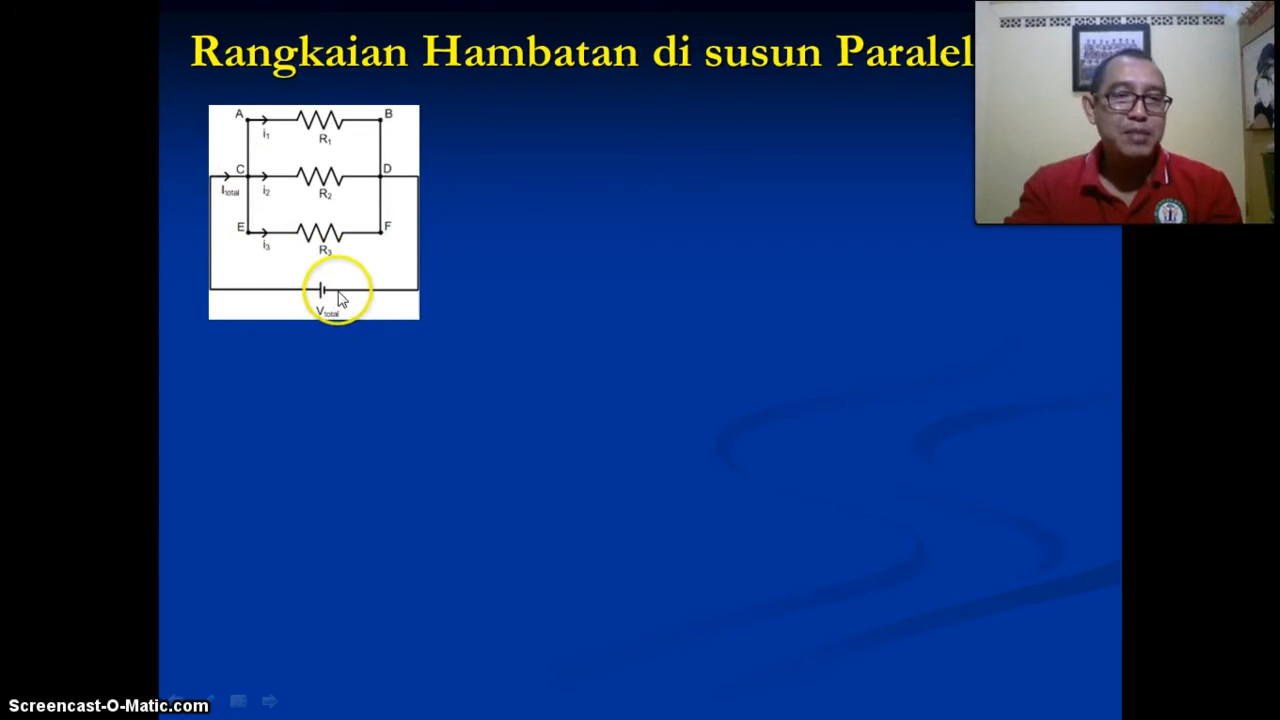 Rangkaian Hambatan di susun Paralel
A B
i1
R1
C D
Itotal i2
R2
E F
i3
R3
Vtotal
Screencast-O-Matic.com